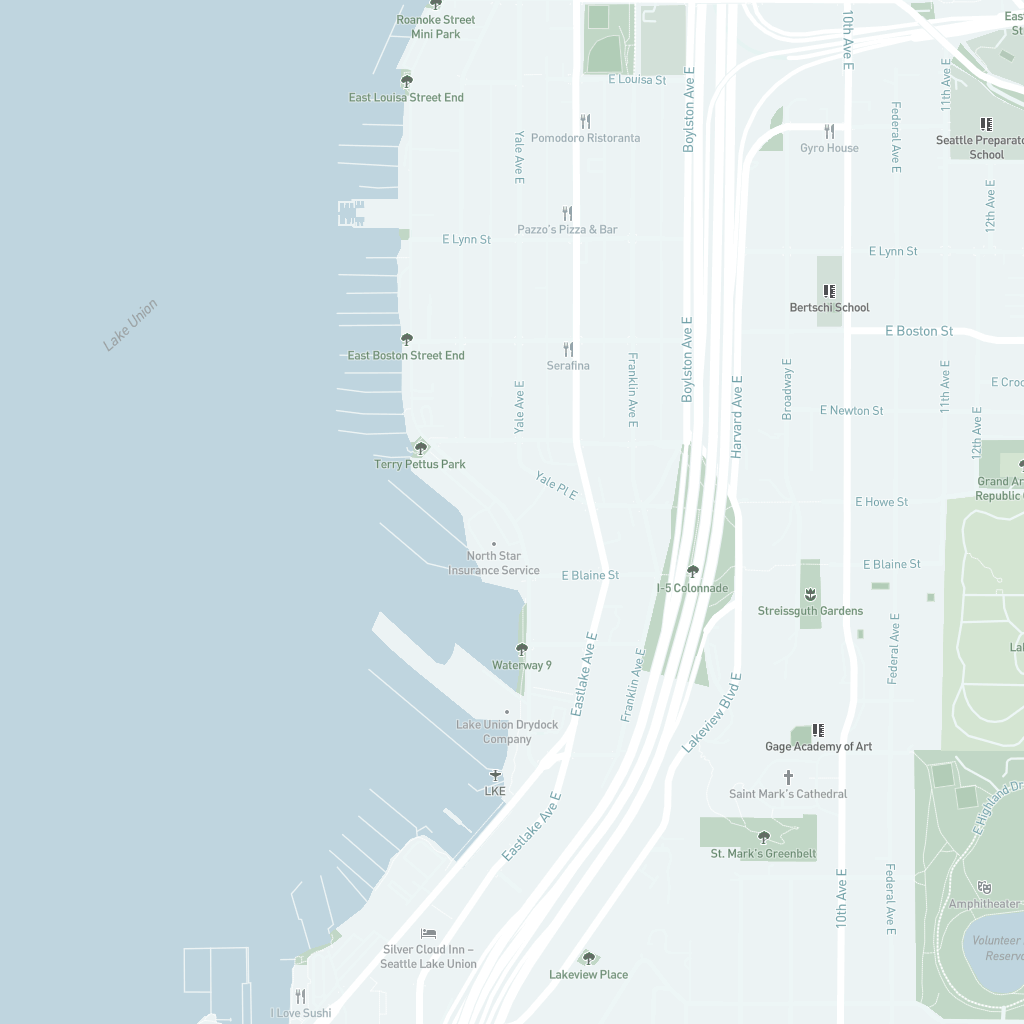 Roanoke Street
Mini Park
10th Ave E
East
St
E Louisa St
Boylston Ave E
11th Ave E
East Louisa Street End
Federal Ave E
Pomodoro Ristoranta
Yale Ave E
Gyro House
Seattle Preparato
School
12th Ave E
Pazzo's Pizza & Bar
E Lynn St
E Lynn St
Lake Union
Bertschi School
E Boston St
Boylston Ave E
East Boston Street End
Serafina
Franklin Ave E
Yale Ave E
Harvard Ave E
Broadway E
11th Ave E
E Croc
E Newton St
12th Ave E
Terry Pettus Park
Yale Pl E
Grand Ar
Republic
E Howe St
North Star
Insurance Service
E Blaine St
E Blaine St
I-5 Colonnade
Streissguth Gardens
Waterway 9
Eastlake Ave E
Franklin Ave E
Federal Ave E
Lak
Lakeview Blvd E
Lake Union Drydock
Company
Gage Academy of Art
LKE
Saint Mark's Cathedral
E Highland Dr
Eastlake Ave E
St. Mark's Greenbelt
10th Ave E
Federal Ave E
Amphitheater
Silver Cloud Inn –
Seattle Lake Union
Volunteer
Reservo
Lakeview Place
I Love Sushi